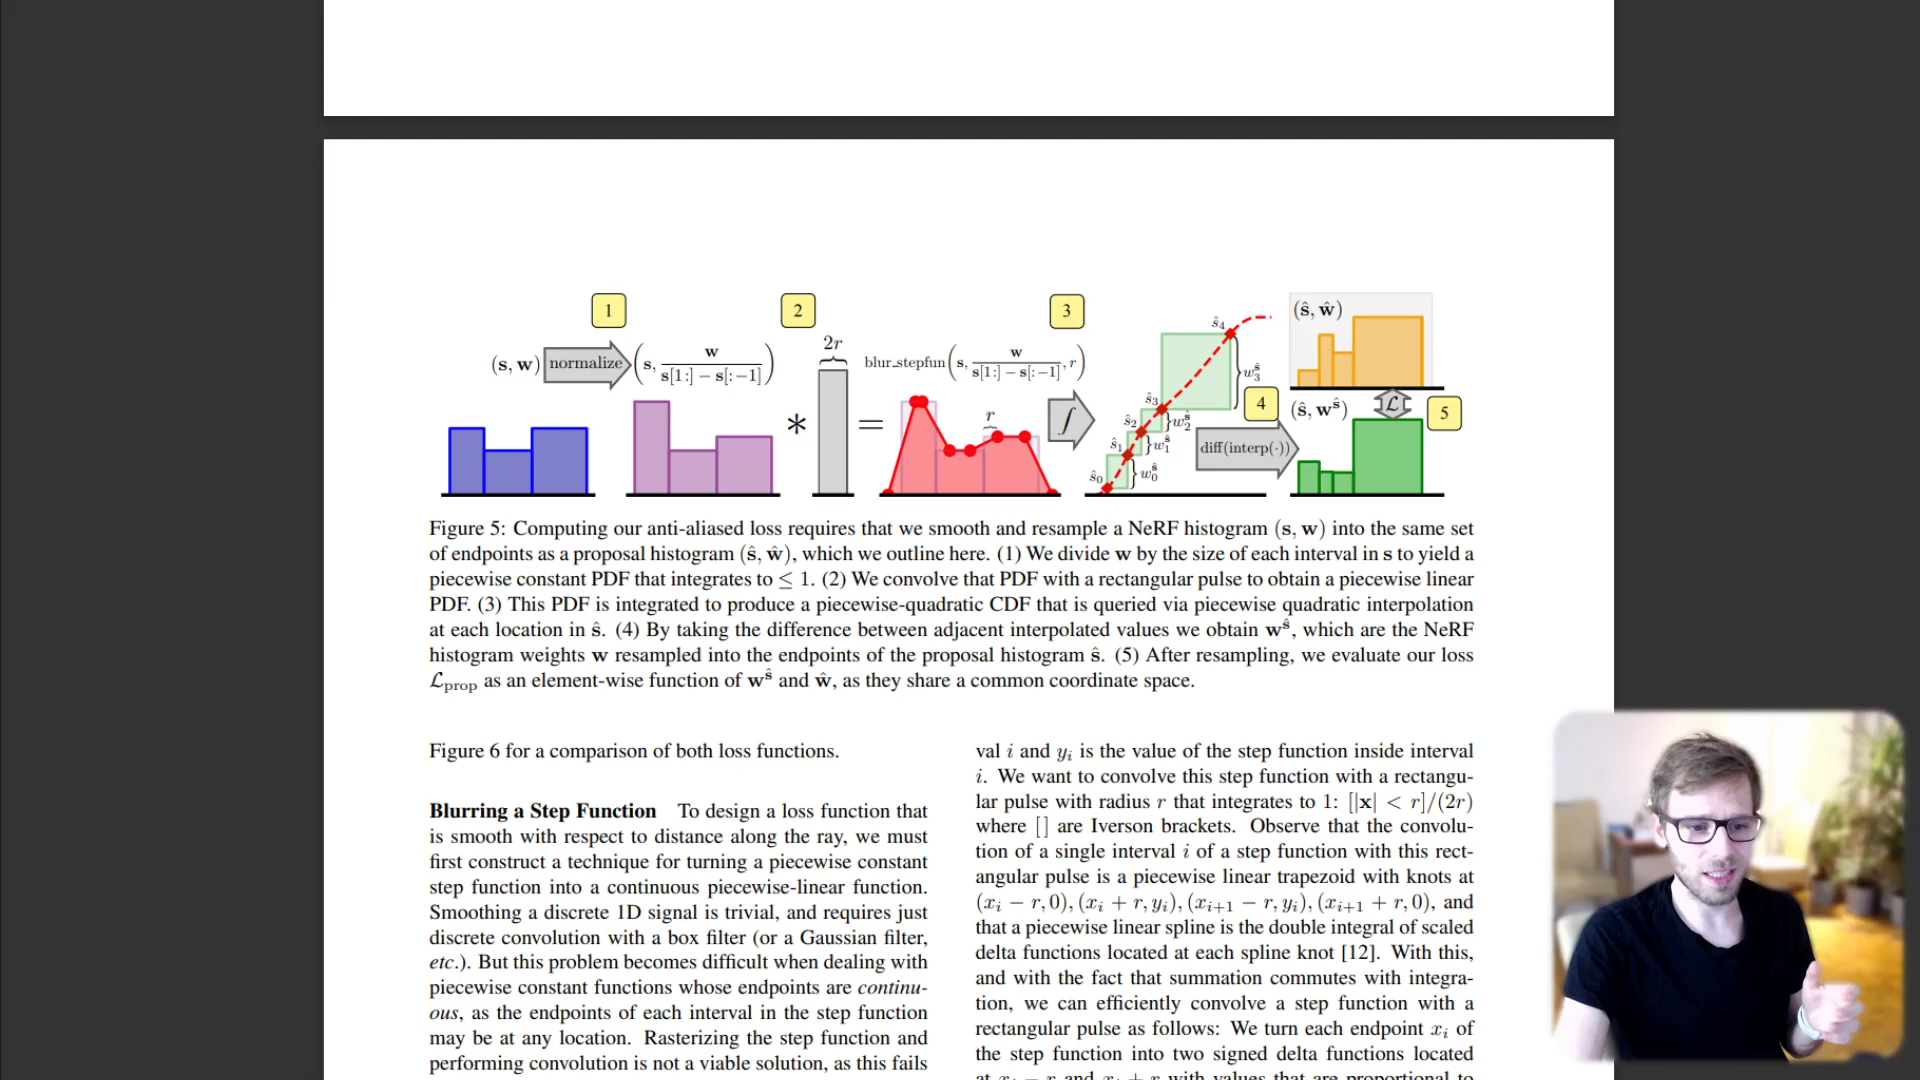 1
2
3
4
5
(s, w) normalize (s, w / s[1:] − s[:−1])
*
2r
=
blur_stepfun(s, w / s[1:] − s[:−1], r)
r
∫
ŝ₀ ŝ₁ ŝ₂ ŝ₃ ŝ₄
w₀^ŝ w₁^ŝ w₂^ŝ w₃^ŝ
diff(interp(·))
(ŝ, ŵ)
(ŝ, w^ŝ)
ℒ
Figure 5: Computing our anti-aliased loss requires that we smooth and resample a NeRF histogram (s, w) into the same set
of endpoints as a proposal histogram (ŝ, ŵ), which we outline here. (1) We divide w by the size of each interval in s to yield a
piecewise constant PDF that integrates to ≤ 1. (2) We convolve that PDF with a rectangular pulse to obtain a piecewise linear
PDF. (3) This PDF is integrated to produce a piecewise-quadratic CDF that is queried via piecewise quadratic interpolation
at each location in ŝ. (4) By taking the difference between adjacent interpolated values we obtain w^ŝ, which are the NeRF
histogram weights w resampled into the endpoints of the proposal histogram ŝ. (5) After resampling, we evaluate our loss
ℒprop as an element-wise function of w^ŝ and ŵ, as they share a common coordinate space.
Figure 6 for a comparison of both loss functions.
Blurring a Step Function To design a loss function that
is smooth with respect to distance along the ray, we must
first construct a technique for turning a piecewise constant
step function into a continuous piecewise-linear function.
Smoothing a discrete 1D signal is trivial, and requires just
discrete convolution with a box filter (or a Gaussian filter,
etc.). But this problem becomes difficult when dealing with
piecewise constant functions whose endpoints are continu-
ous, as the endpoints of each interval in the step function
may be at any location. Rasterizing the step function and
performing convolution is not a viable solution, as this fails
val i and yᵢ is the value of the step function inside interval
i. We want to convolve this step function with a rectangu-
lar pulse with radius r that integrates to 1: [|x| < r]/(2r)
where [] are Iverson brackets. Observe that the convolu-
tion of a single interval i of a step function with this rect-
angular pulse is a piecewise linear trapezoid with knots at
(xᵢ − r, 0), (xᵢ + r, yᵢ), (xᵢ₊₁ − r, yᵢ), (xᵢ₊₁ + r, 0), and
that a piecewise linear spline is the double integral of scaled
delta functions located at each spline knot [12]. With this,
and with the fact that summation commutes with integra-
tion, we can efficiently convolve a step function with a
rectangular pulse as follows: We turn each endpoint xᵢ of
the step function into two signed delta functions located
at xᵢ − r and xᵢ + r with values that are proportional to